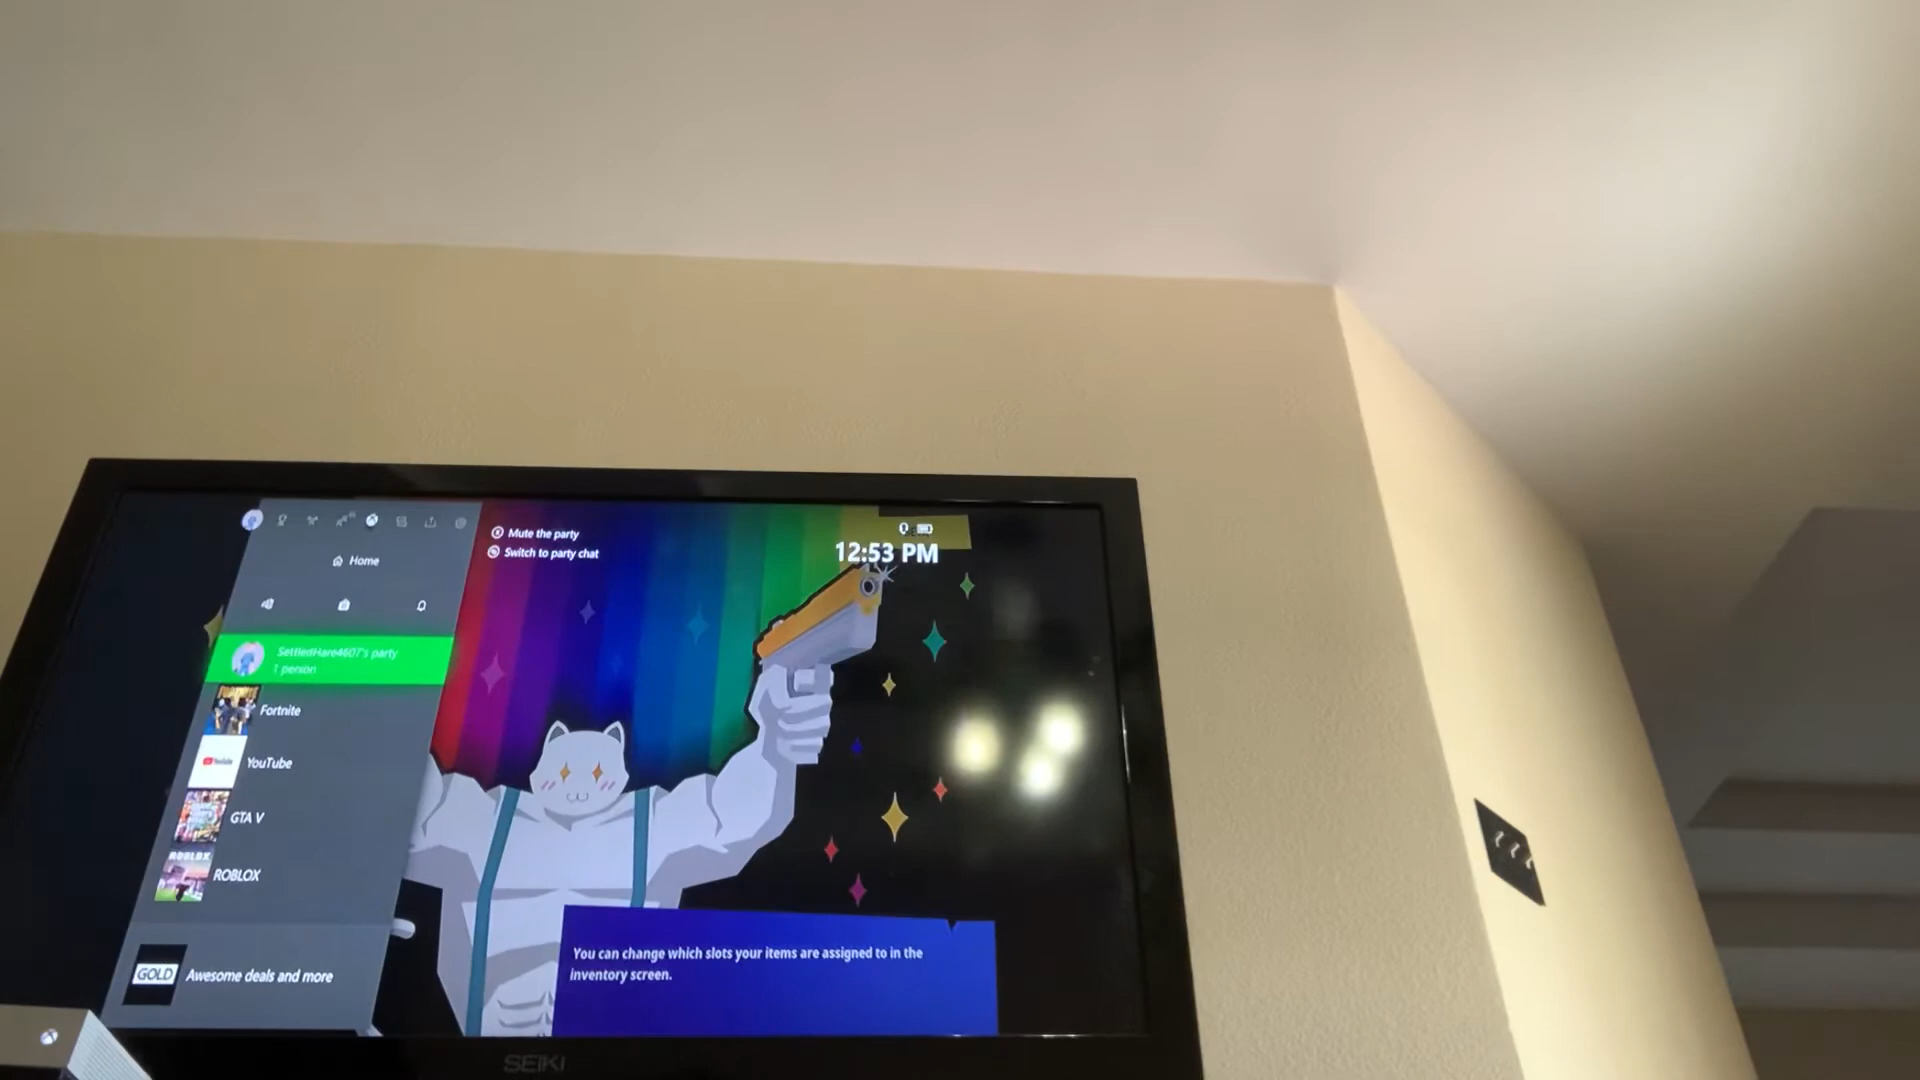 Mute the party
Switch to party chat
12:53 PM
Home
SettledHare4607's party
1 person
Fortnite
YouTube
YouTube
GTA V
ROBLOX
ROBLOX
GOLD
Awesome deals and more
You can change which slots your items are assigned to in the
inventory screen.
SEIKI